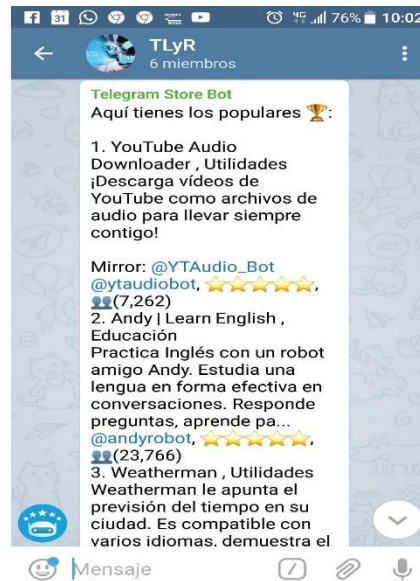 31
4G
76%
10:02
TLyR
6 miembros
Telegram Store Bot
Aquí tienes los populares 🏆:
1. YouTube Audio
Downloader , Utilidades
¡Descarga vídeos de
YouTube como archivos de
audio para llevar siempre
contigo!
Mirror: @YTAudio_Bot
@ytaudiobot, ⭐⭐⭐⭐⭐,
👥(7,262)
2. Andy | Learn English ,
Educación
Practica Inglés con un robot
amigo Andy. Estudia una
lengua en forma efectiva en
conversaciones. Responde
preguntas, aprende pa...
@andyrobot, ⭐⭐⭐⭐⭐,
👥(23,766)
3. Weatherman , Utilidades
Weatherman le apunta el
previsión del tiempo en su
ciudad. Es compatible con
varios idiomas, demuestra el
Mensaje